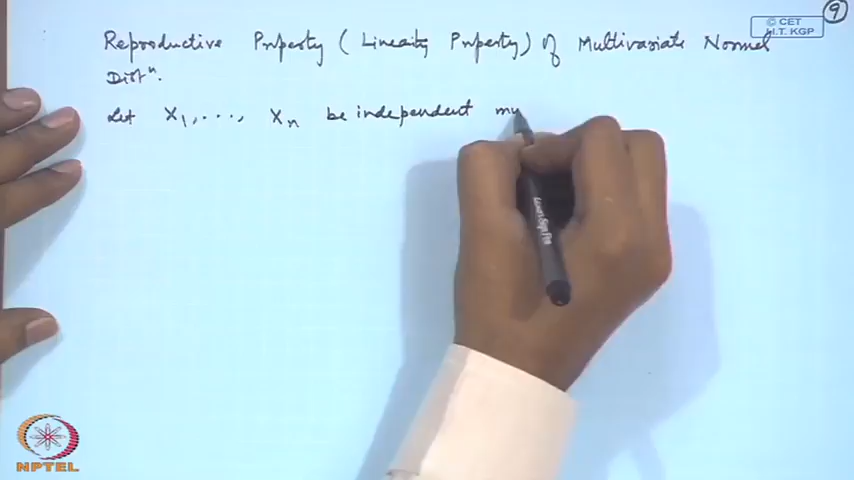 Reproductive Property (Linearity Property) of Multivariate Normal
Distⁿ.
Let X₁, ..., Xₙ be independent mu
9
© CET
I.I.T. KGP
NPTEL